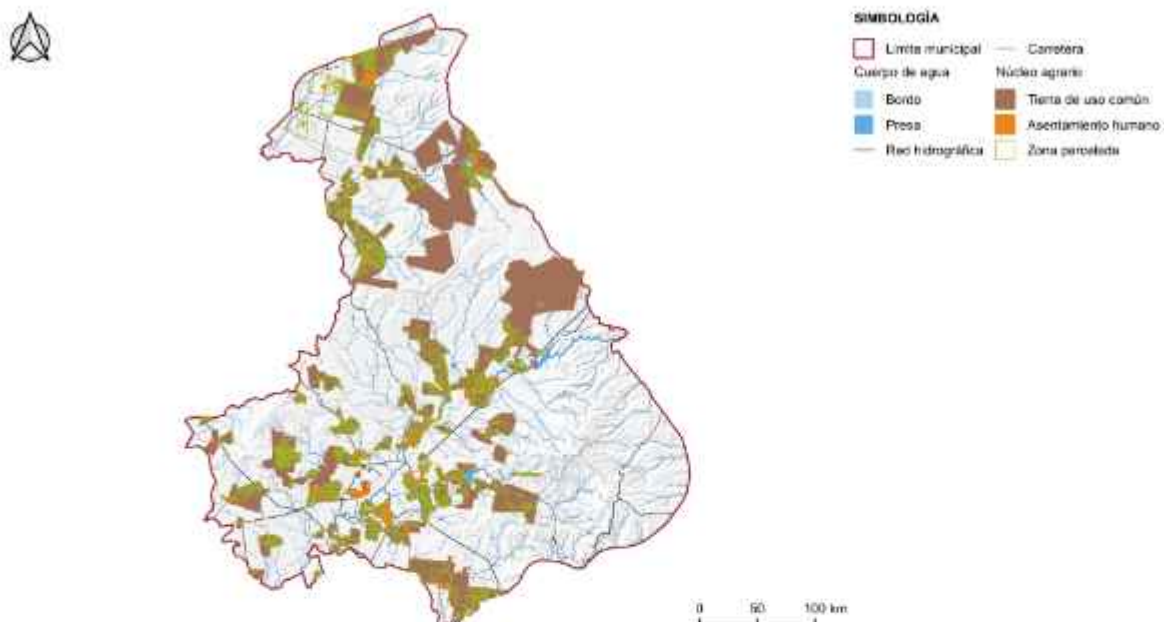 SIMBOLOGÍA
Límite municipal
Carretera
Cuerpo de agua
Núcleo agrario
Bordo
Tierra de uso común
Presa
Asentamiento humano
Red hidrográfica
Zona parcelada
0 50 100 km